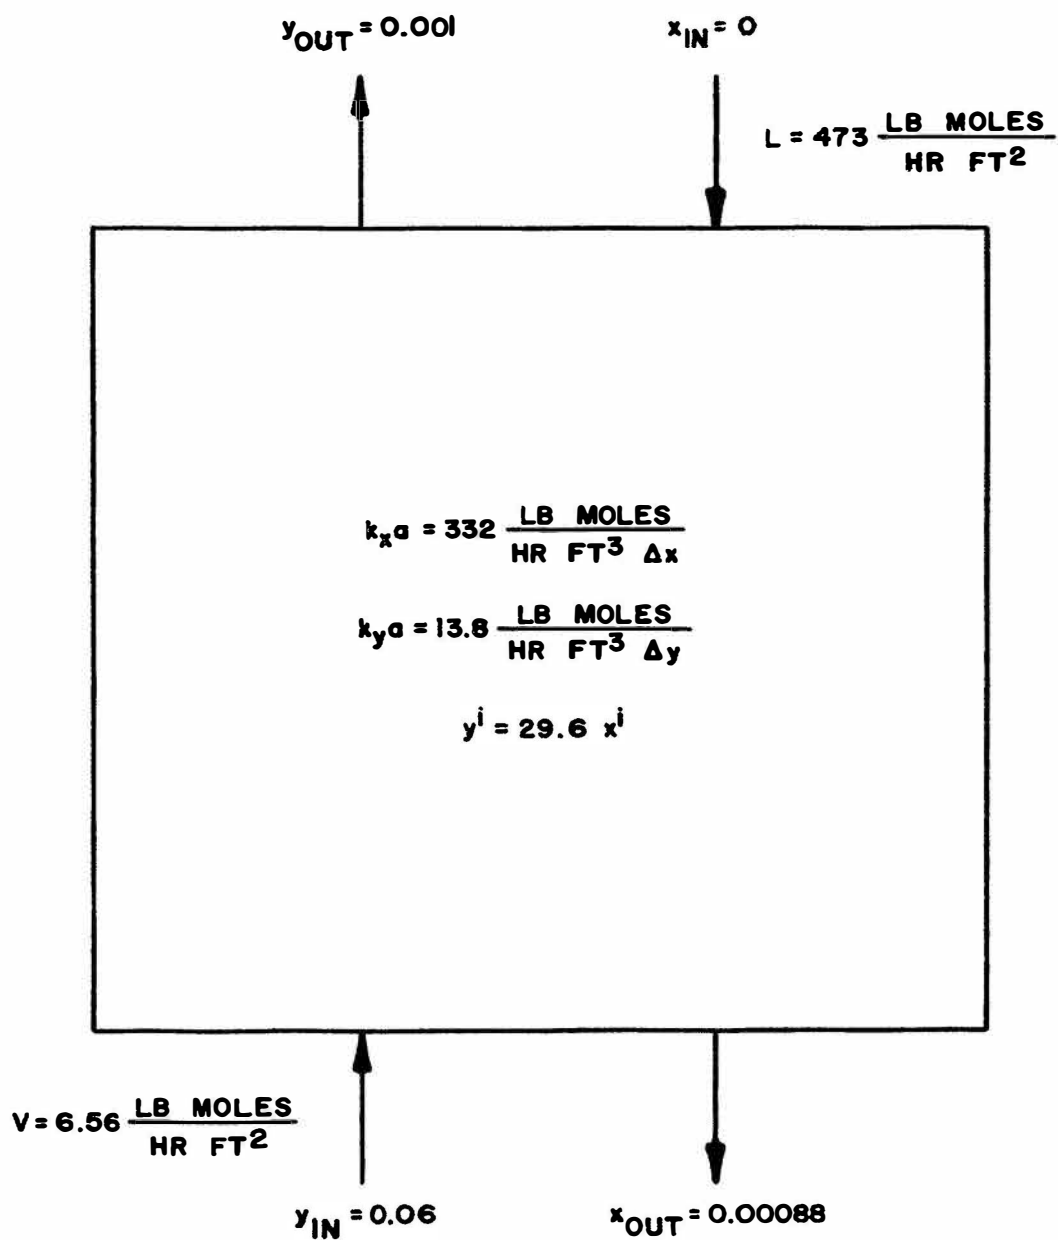 yOUT = 0.001
xIN = 0
L = 473 LB MOLES
HR FT2
kxa = 332 LB MOLES
HR FT3 Δx
kya = 13.8 LB MOLES
HR FT3 Δy
yi = 29.6 xi
V = 6.56 LB MOLES
HR FT2
yIN = 0.06
xOUT = 0.00088